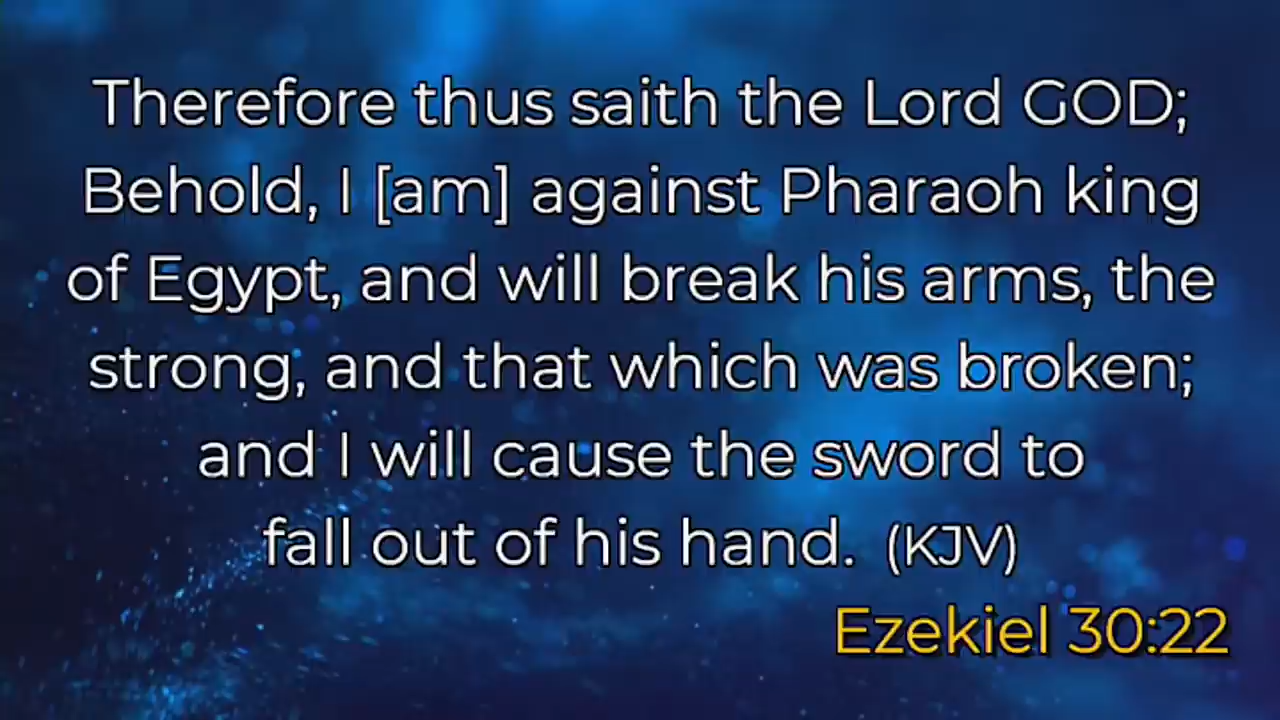 Therefore thus saith the Lord GOD;
Behold, I [am] against Pharaoh king
of Egypt, and will break his arms, the
strong, and that which was broken;
and I will cause the sword to
fall out of his hand. (KJV)
Ezekiel 30:22